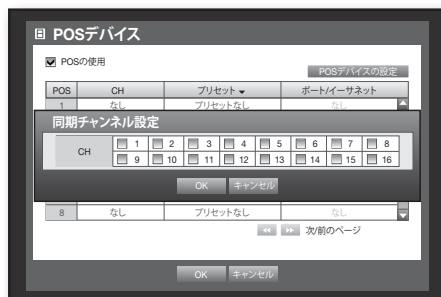 POSデバイス
POSの使用
POSデバイスの設定
POS CH プリセット ポート/イーサネット
1 なし プリセットなし なし
同期チャンネル設定
CH 1 2 3 4 5 6 7 8
9 10 11 12 13 14 15 16
OK キャンセル
8 なし プリセットなし なし
次/前のページ
OK キャンセル